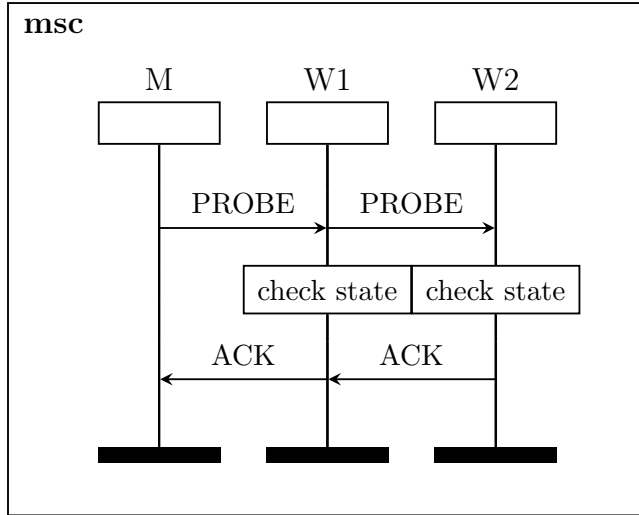 msc
M W1 W2
PROBE PROBE
check state check state
ACK ACK